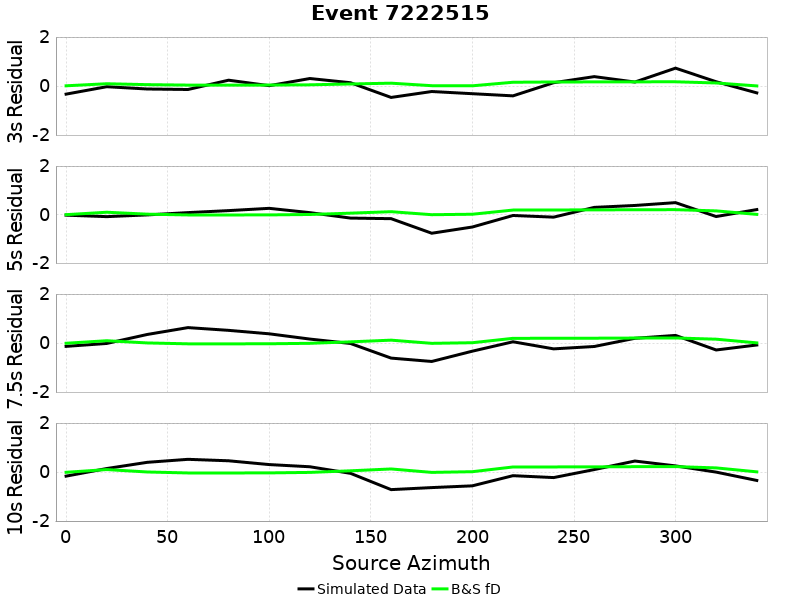 Event 7222515
2
0
-2
3s Residual
2
0
-2
5s Residual
2
0
-2
7.5s Residual
2
0
-2
10s Residual
0 50 100 150 200 250 300
Source Azimuth
Simulated Data B&S fD